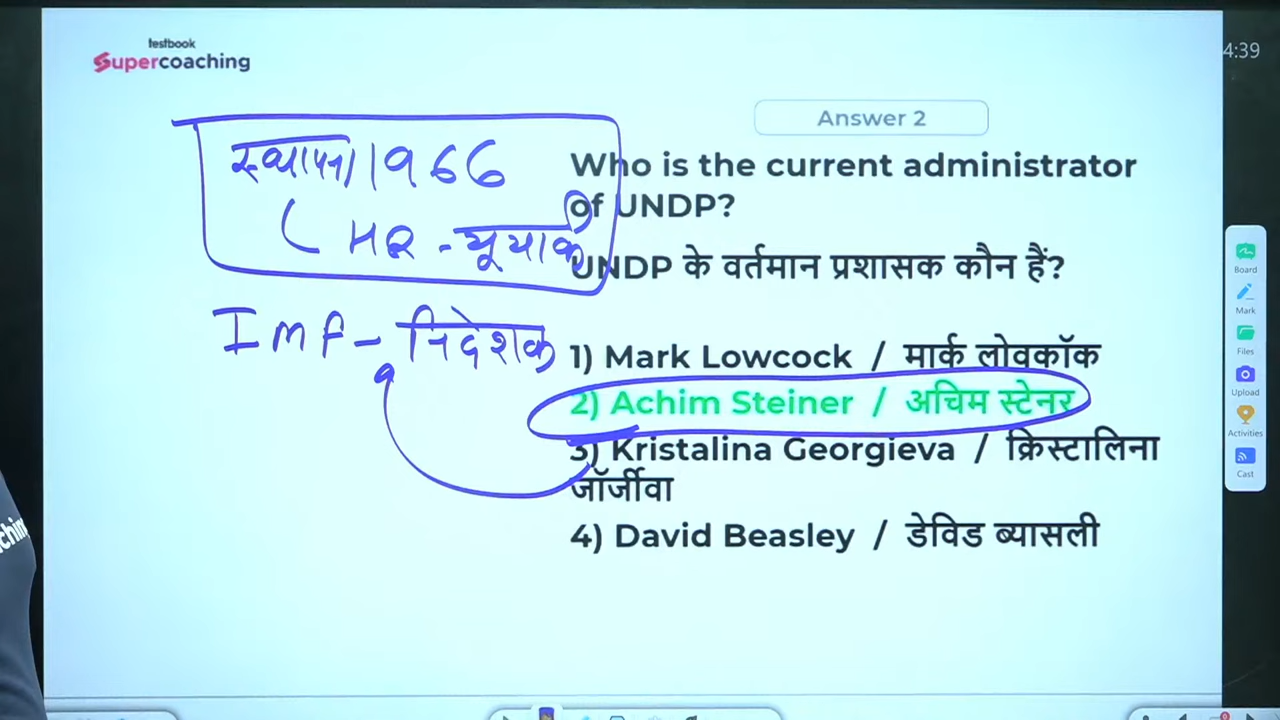 testbook
Supercoaching
4:39
Answer 2
स्थापना 1966
HQ - न्यूयार्क
IMF - निदेशक
Who is the current administrator
of UNDP?
UNDP के वर्तमान प्रशासक कौन हैं?
1) Mark Lowcock / मार्क लोवकॉक
2) Achim Steiner / अचिम स्टेनर
3) Kristalina Georgieva / क्रिस्टालिना
जॉर्जीवा
4) David Beasley / डेविड ब्यासली
Board
Mark
Files
Upload
Activities
Cast